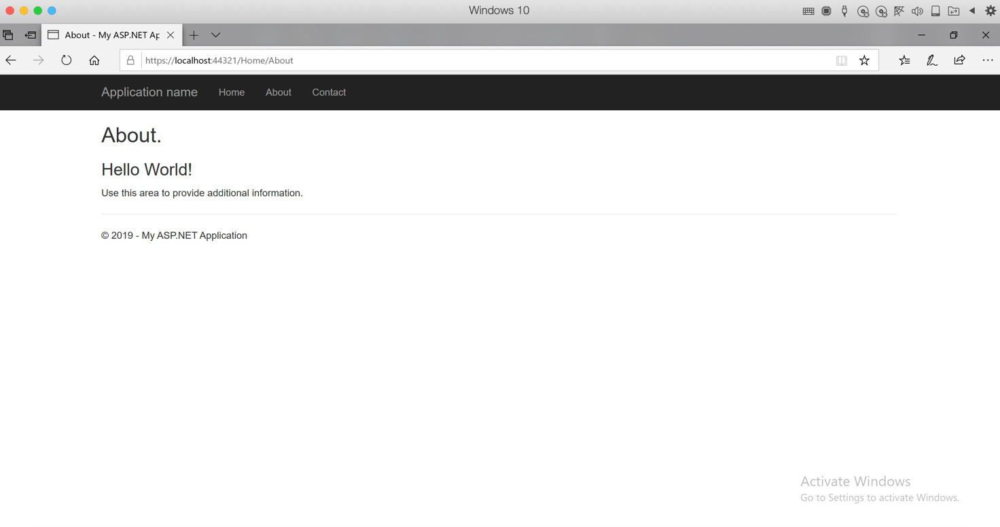 Windows 10
About - My ASP.NET Ap
https://localhost:44321/Home/About
Application name Home About Contact
About.
Hello World!
Use this area to provide additional information.
© 2019 - My ASP.NET Application
Activate Windows
Go to Settings to activate Windows.